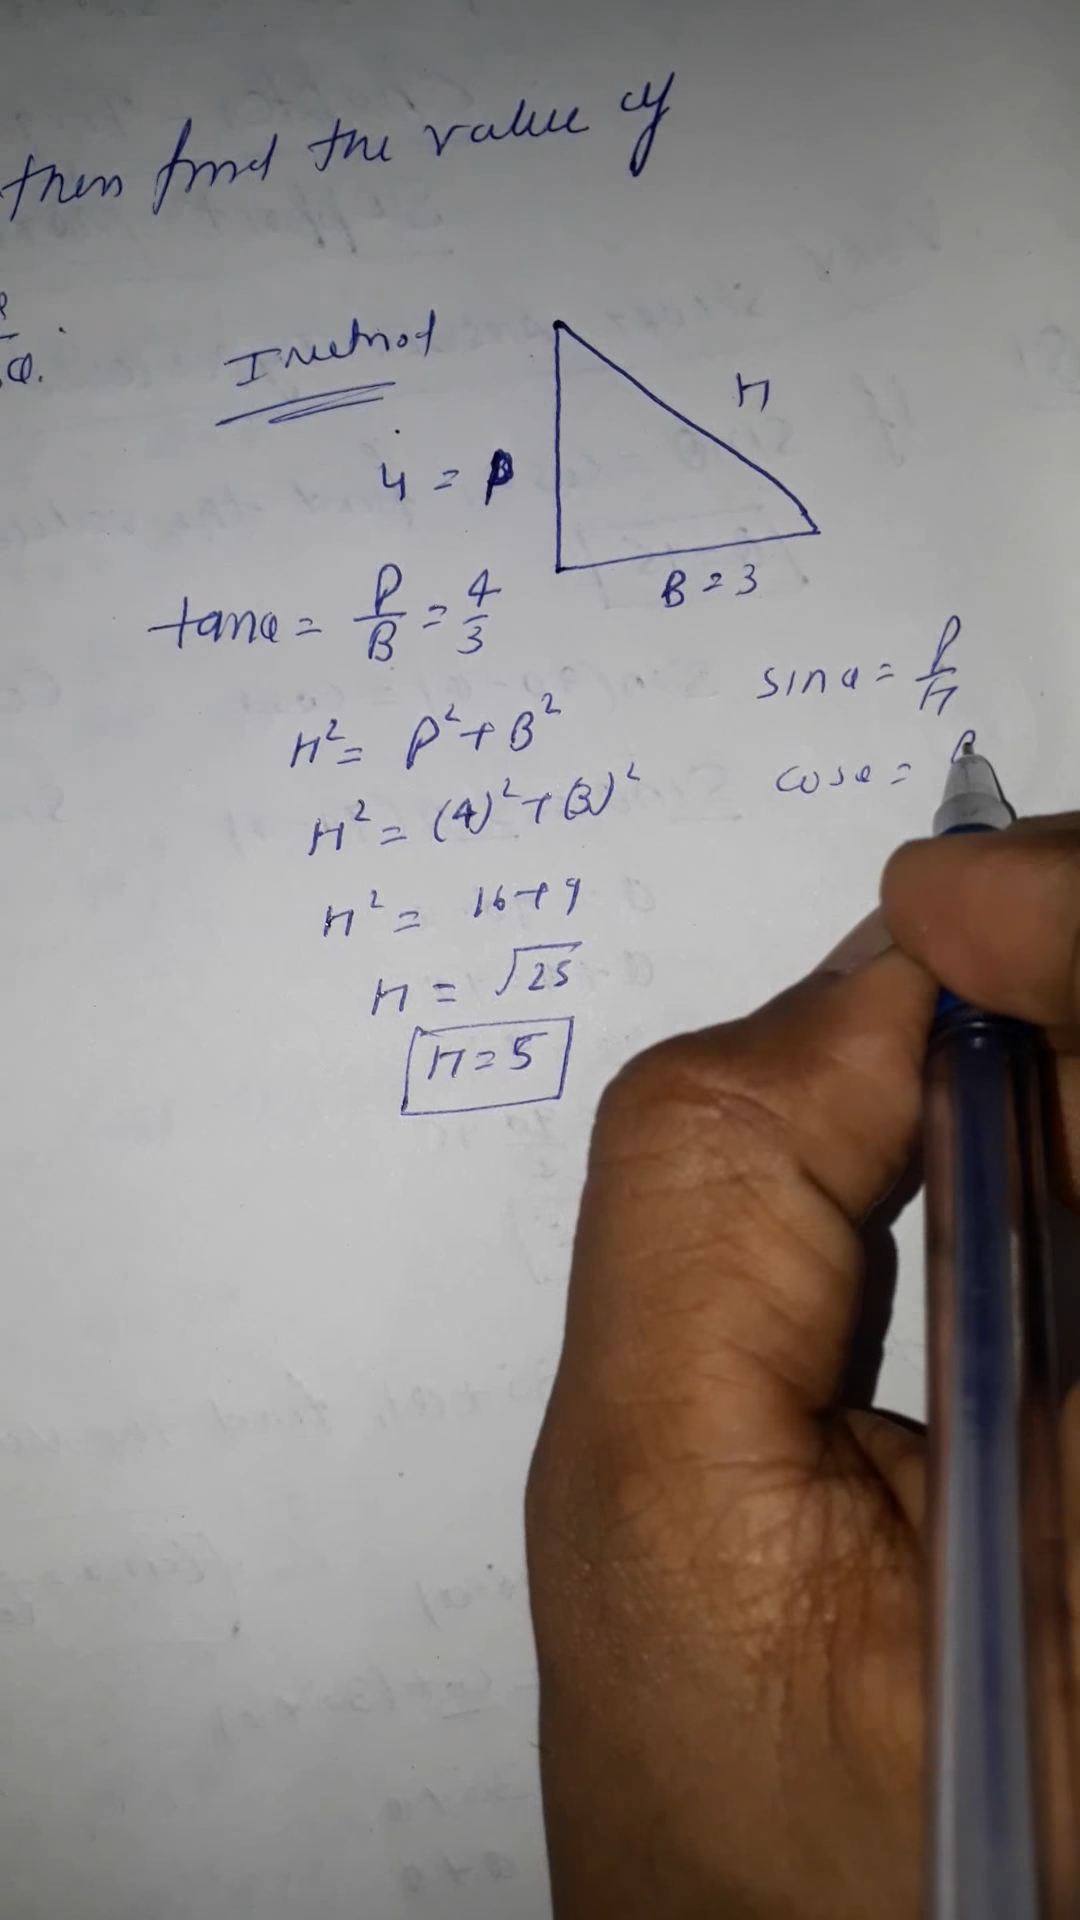 then find the value of
I method
H
4 = P
B = 3
tanθ = P/B = 4/3
sinθ = P/H
H² = P² + B²
cosθ =
H² = (4)² + (3)²
H² = 16+9
H = √25
H = 5